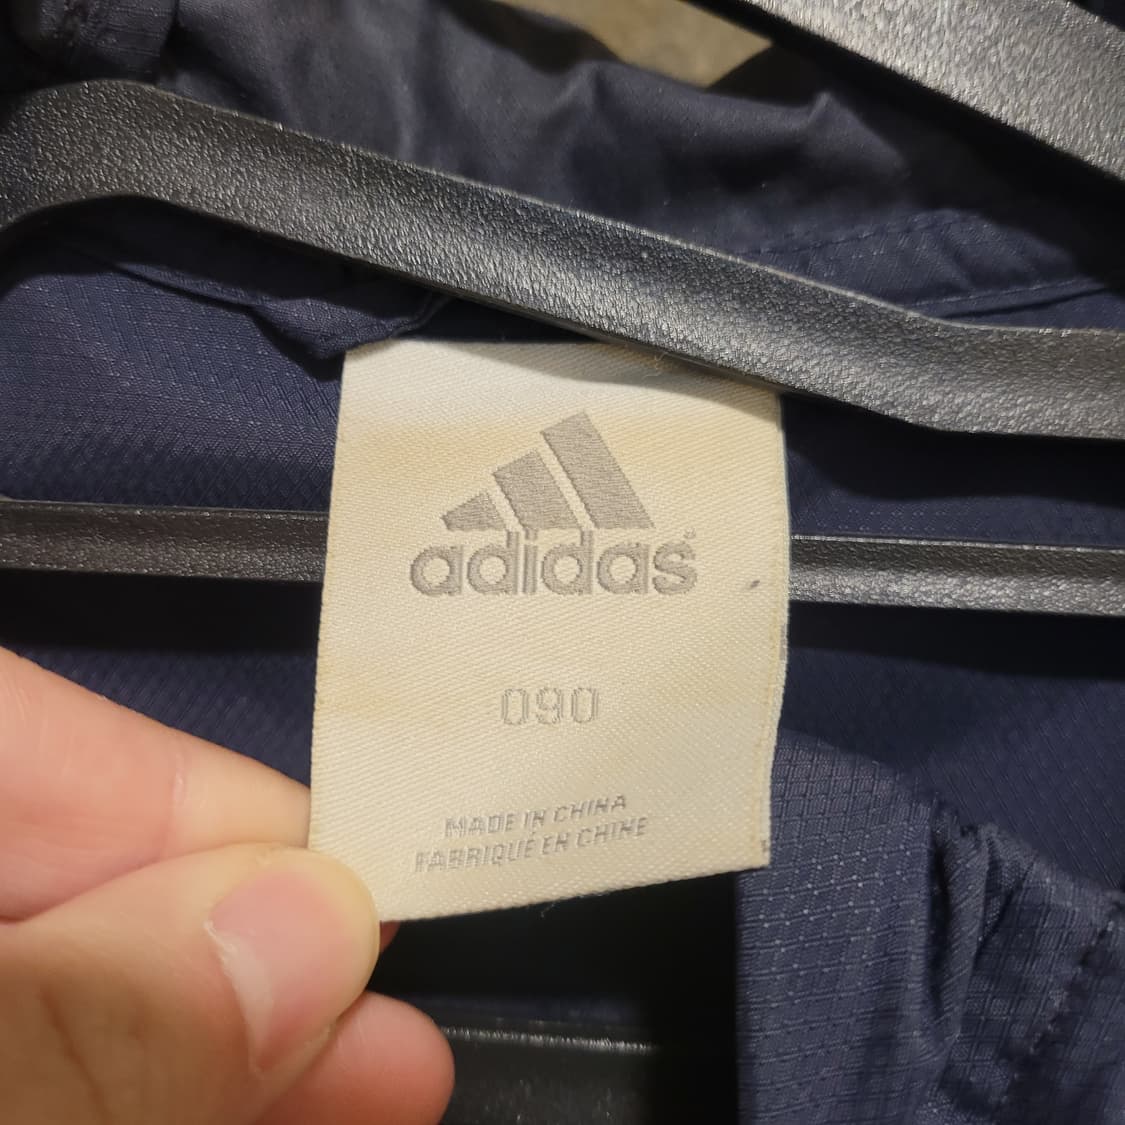 adidas
090
MADE IN CHINA
FABRIQUÉ EN CHINE